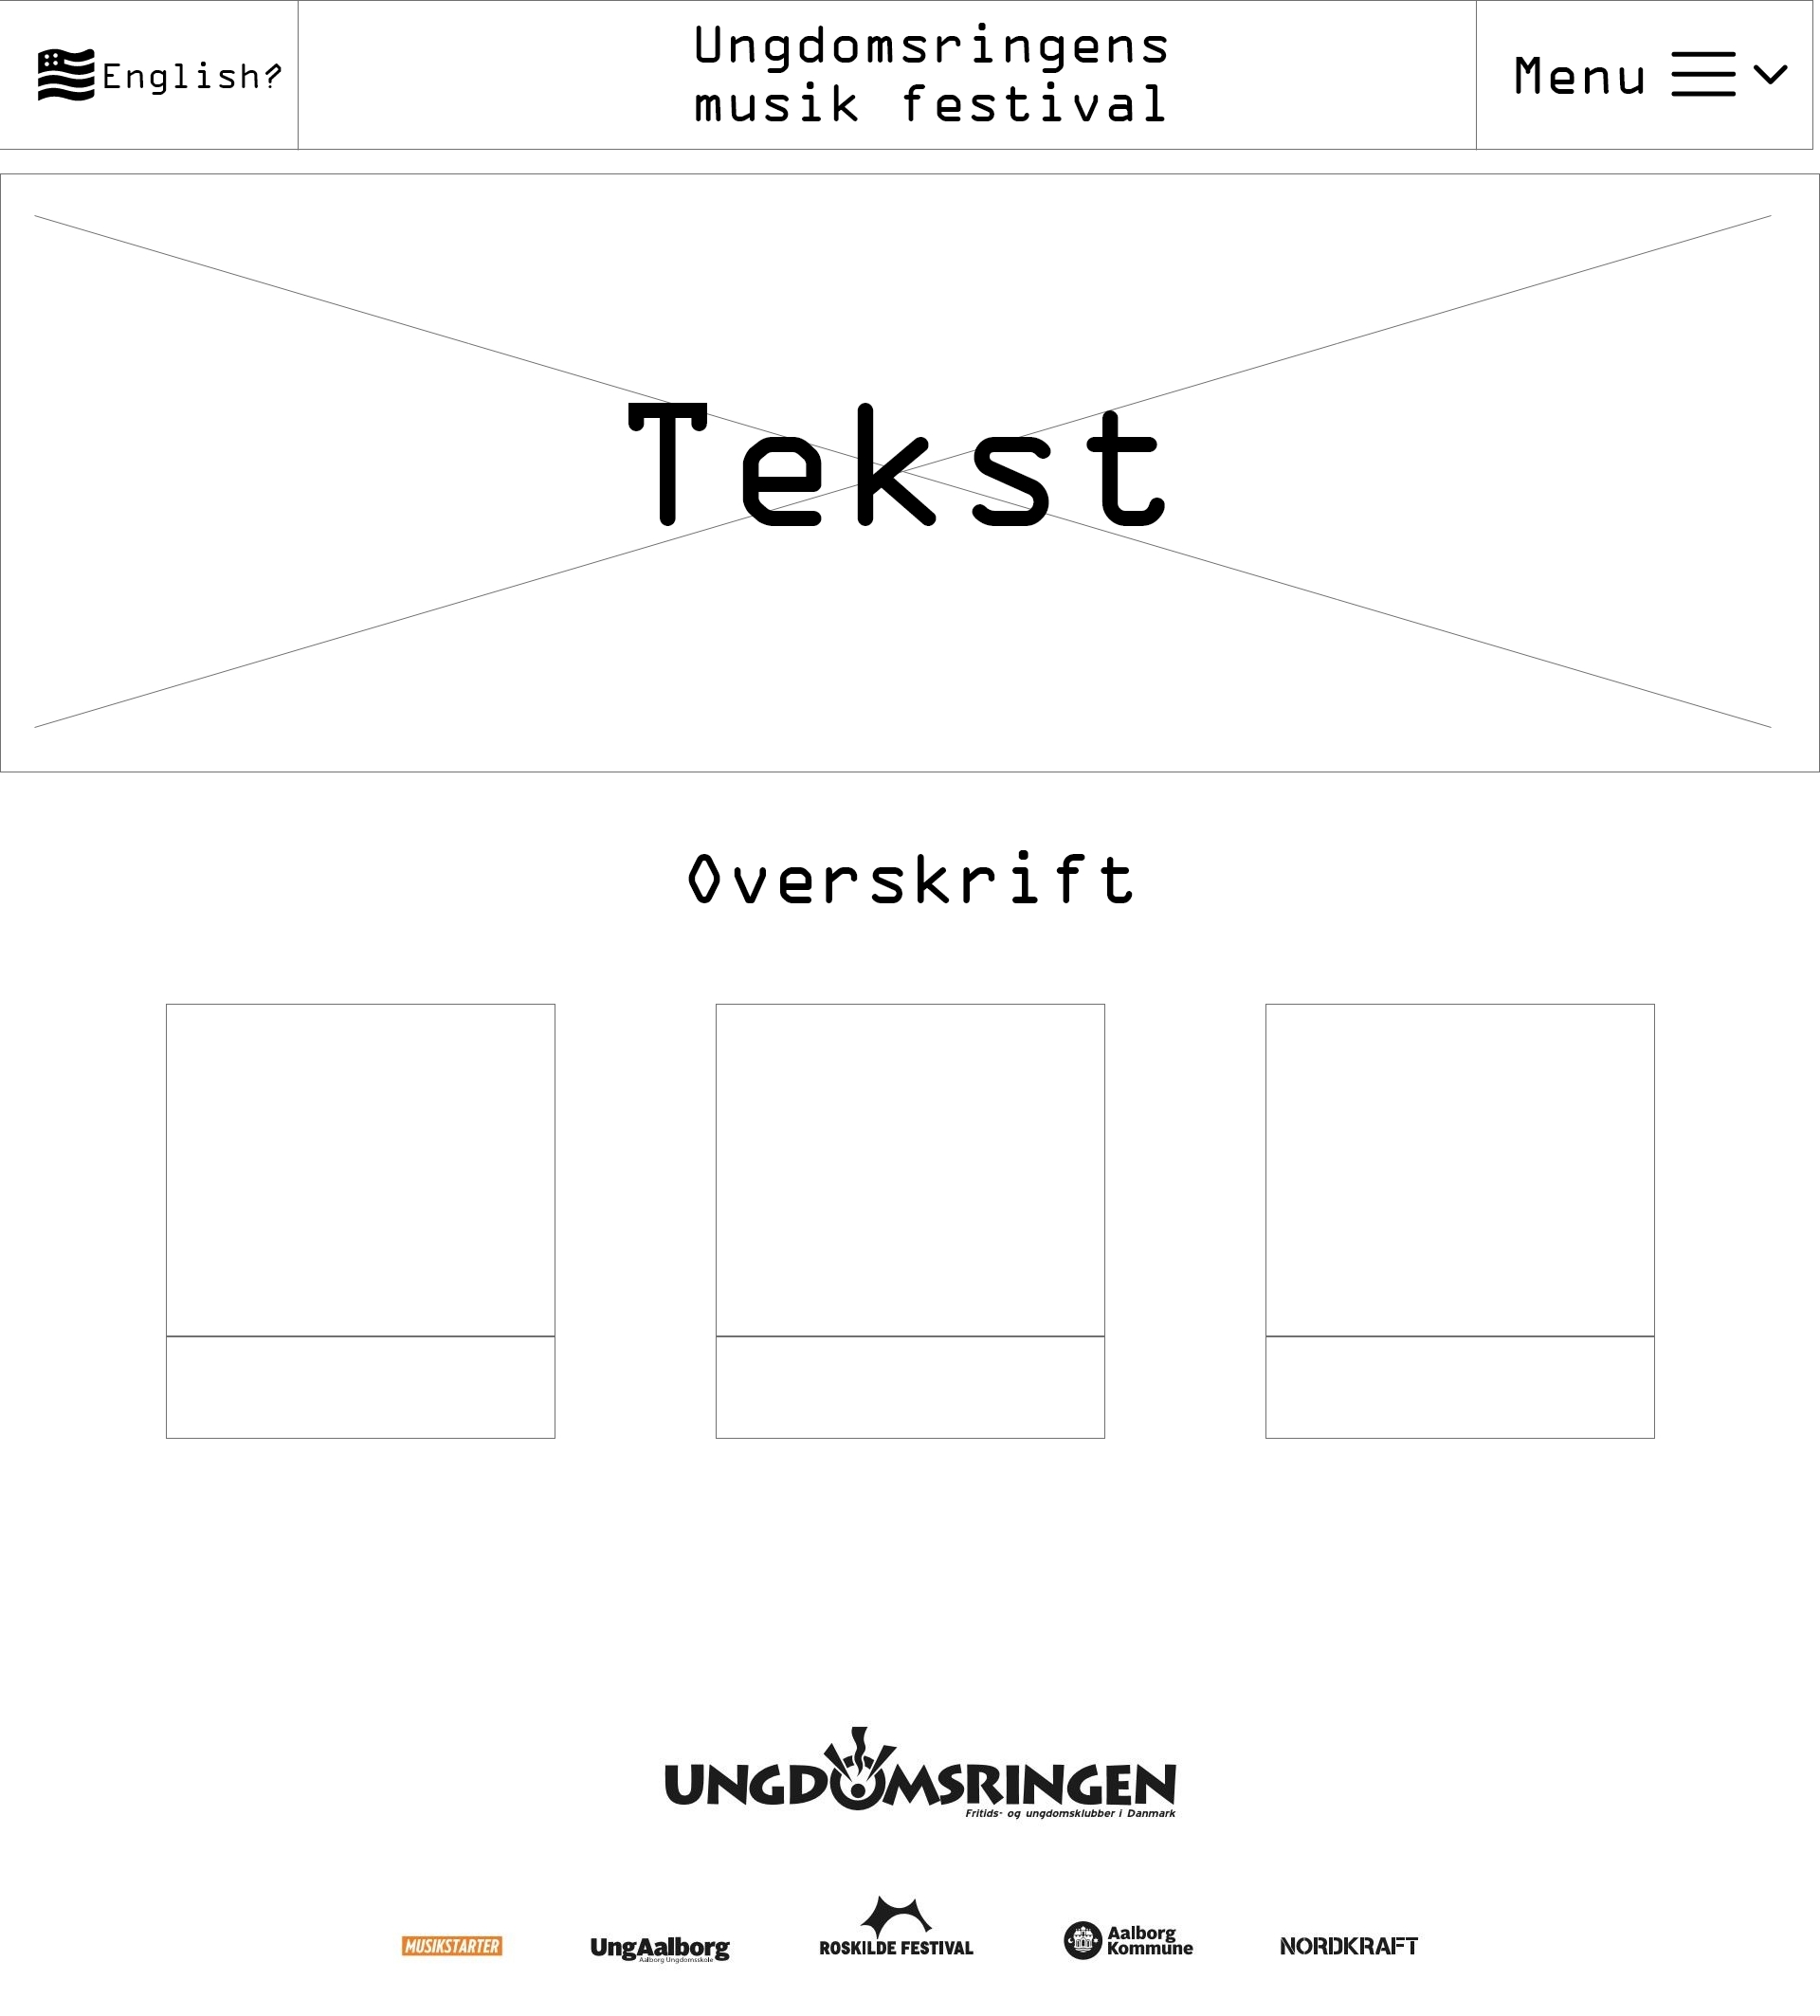 English?
Ungdomsringens
musik festival
Menu
Tekst
Overskrift
UNGDOMSRINGEN
Fritids- og ungdomsklubber i Danmark
MUSIKSTARTER
UngAalborg
Aalborg Ungdomsskole
ROSKILDE FESTIVAL
Aalborg
Kommune
NORDKRAFT